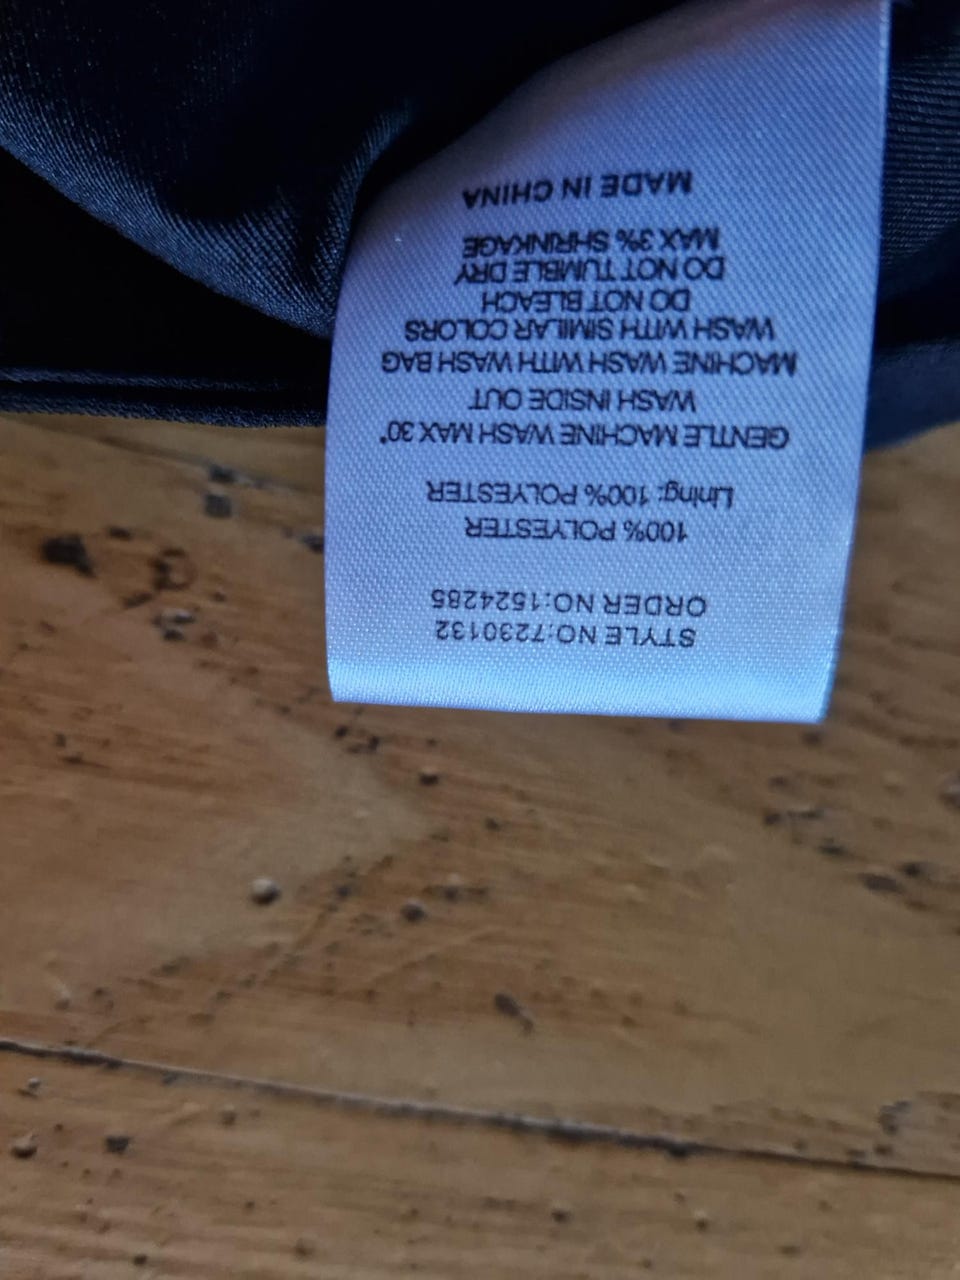 STYLE NO:7230132
ORDER NO:1524285
100% POLYESTER
Lining: 100% POLYESTER
GENTLE MACHINE WASH MAX 30°
WASH INSIDE OUT
MACHINE WASH WITH WASH BAG
WASH WITH SIMILAR COLORS
DO NOT BLEACH
DO NOT TUMBLE DRY
MAX 3% SHRINKAGE
MADE IN CHINA